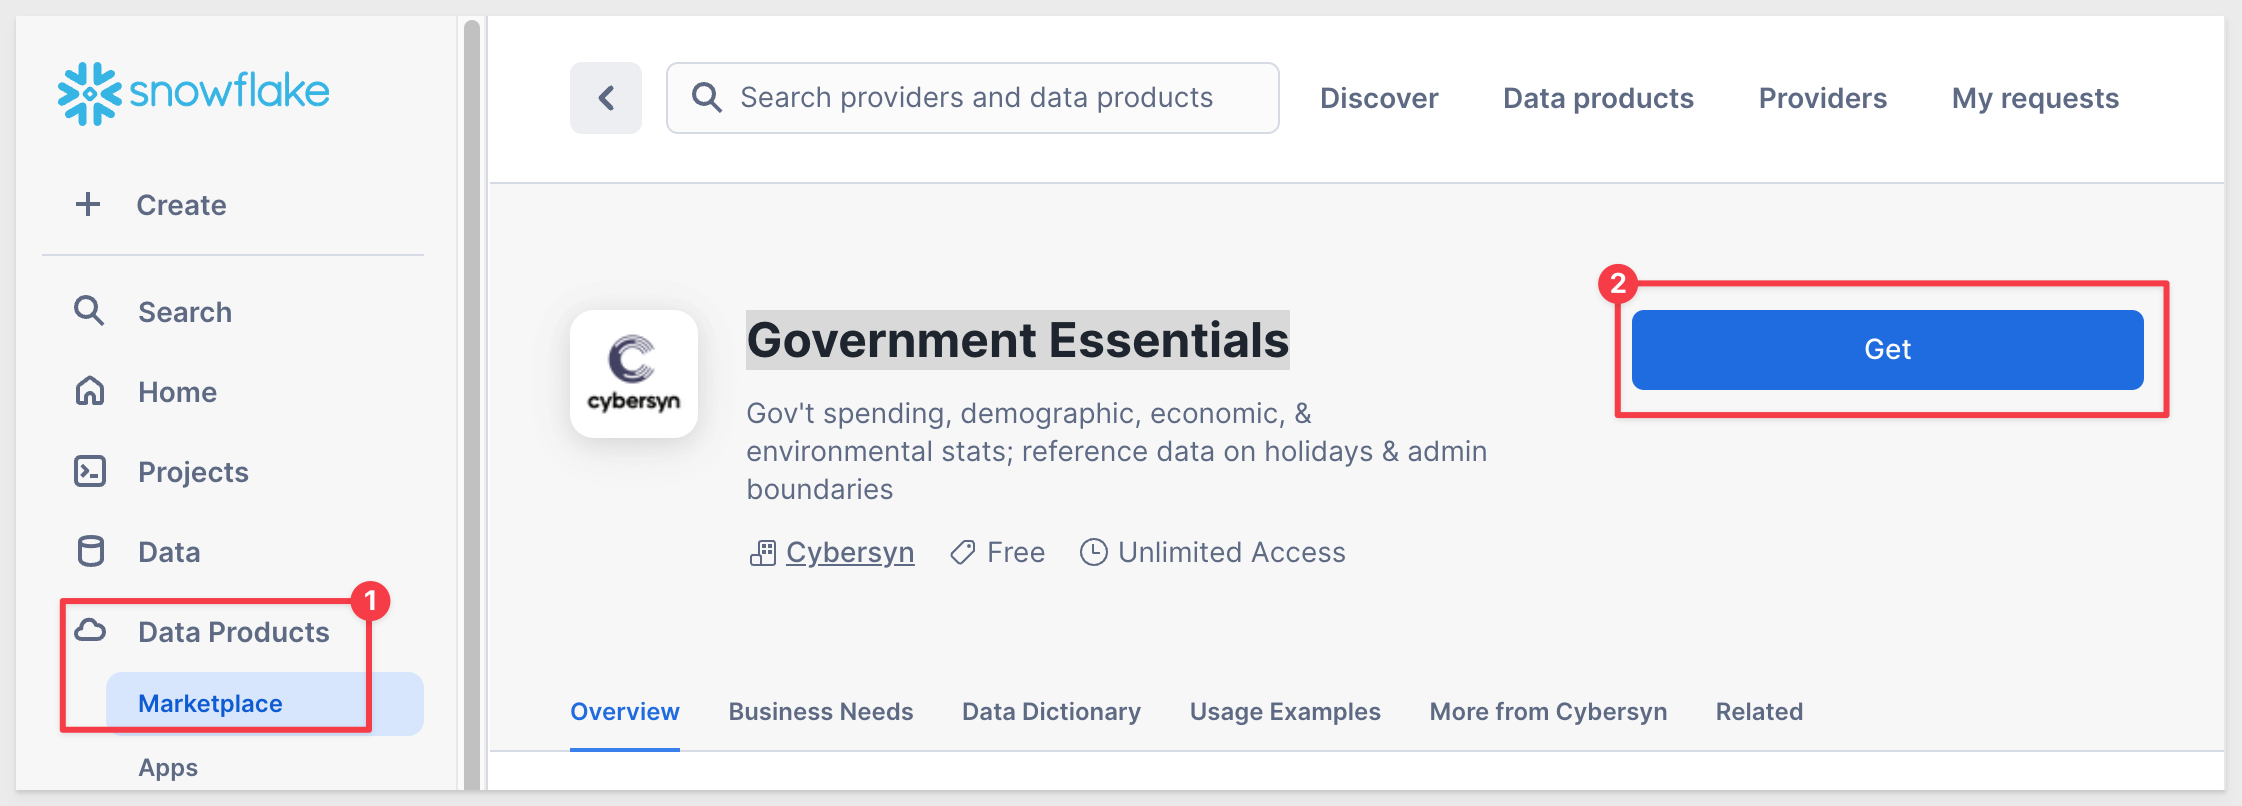 snowflake
Create
Search
Home
Projects
Data
1
Data Products
Marketplace
Apps
Search providers and data products
Discover
Data products
Providers
My requests
cybersyn
Government Essentials
Gov't spending, demographic, economic, &
environmental stats; reference data on holidays & admin
boundaries
Cybersyn
Free
Unlimited Access
2
Get
Overview
Business Needs
Data Dictionary
Usage Examples
More from Cybersyn
Related